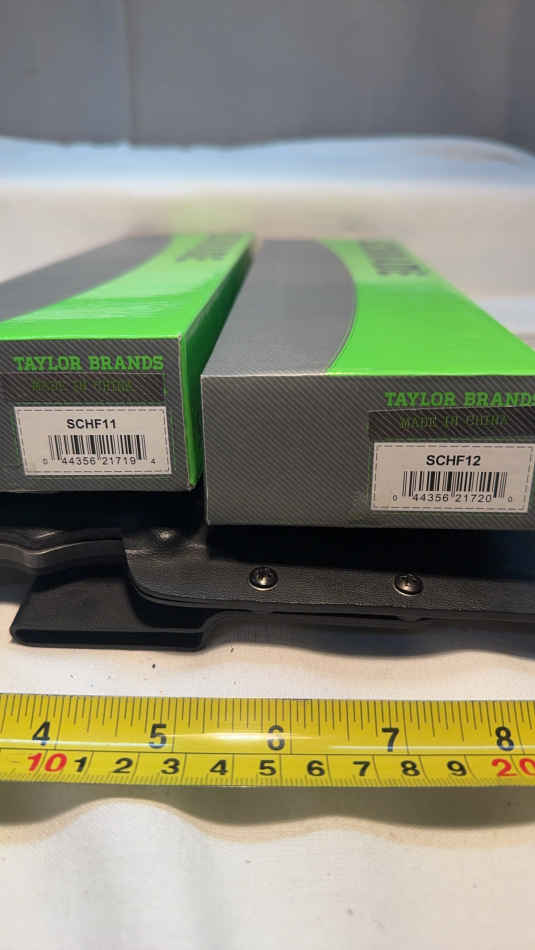 TAYLOR BRANDS
MADE IN CHINA
SCHF11
0 44356 21719 4
TAYLOR BRANDS
MADE IN CHINA
SCHF12
0 44356 21720 0
4 5 6 7 8
10 1 2 3 4 5 6 7 8 9 20